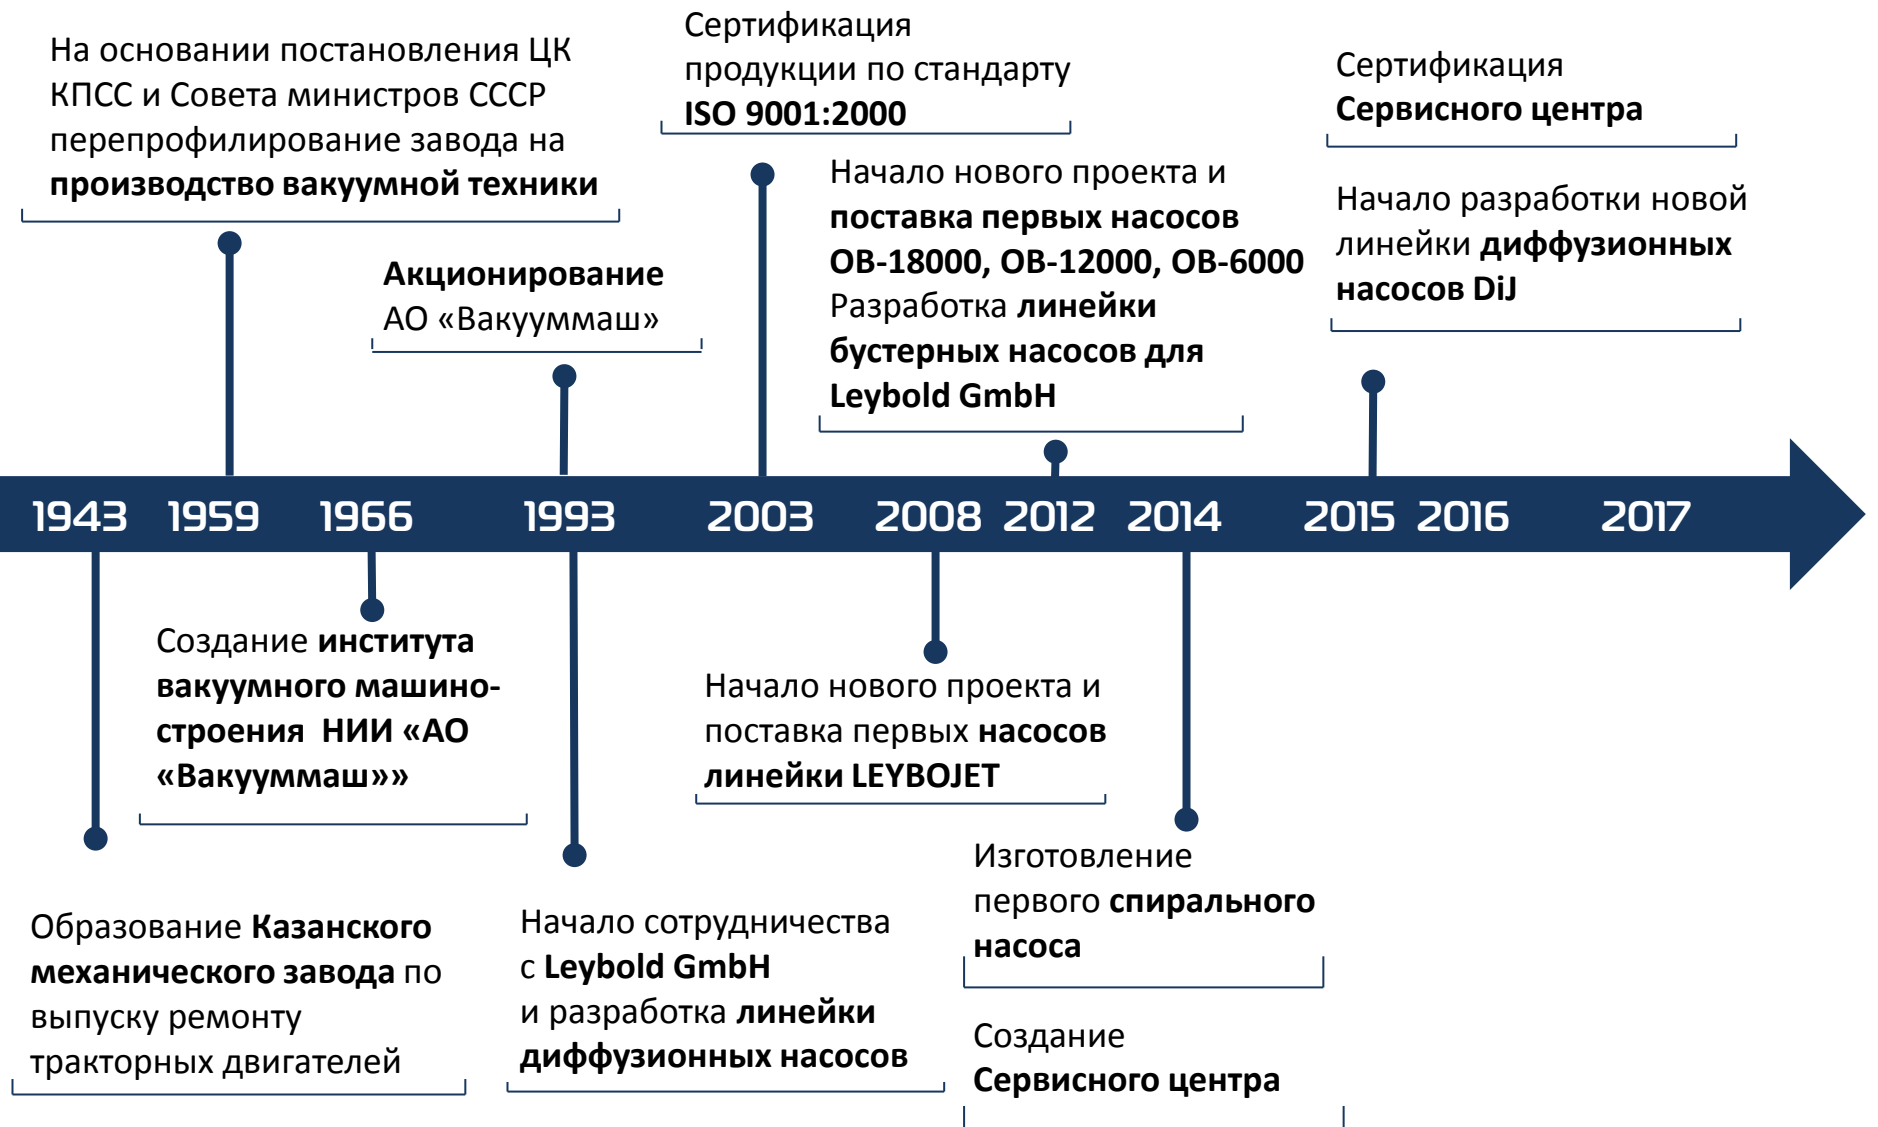 На основании постановления ЦК
КПСС и Совета министров СССР
перепрофилирование завода на
производство вакуумной техники
Акционирование
АО «Вакууммаш»
Сертификация
продукции по стандарту
ISO 9001:2000
Начало нового проекта и
поставка первых насосов
ОВ-18000, ОВ-12000, ОВ-6000
Разработка линейки
бустерных насосов для
Leybold GmbH
Сертификация
Сервисного центра
Начало разработки новой
линейки диффузионных
насосов DiJ
1943 1959 1966 1993 2003 2008 2012 2014 2015 2016 2017
Создание института
вакуумного машино-
строения НИИ «АО
«Вакууммаш»»
Образование Казанского
механического завода по
выпуску ремонту
тракторных двигателей
Начало сотрудничества
с Leybold GmbH
и разработка линейки
диффузионных насосов
Начало нового проекта и
поставка первых насосов
линейки LEYBOJET
Изготовление
первого спирального
насоса
Создание
Сервисного центра